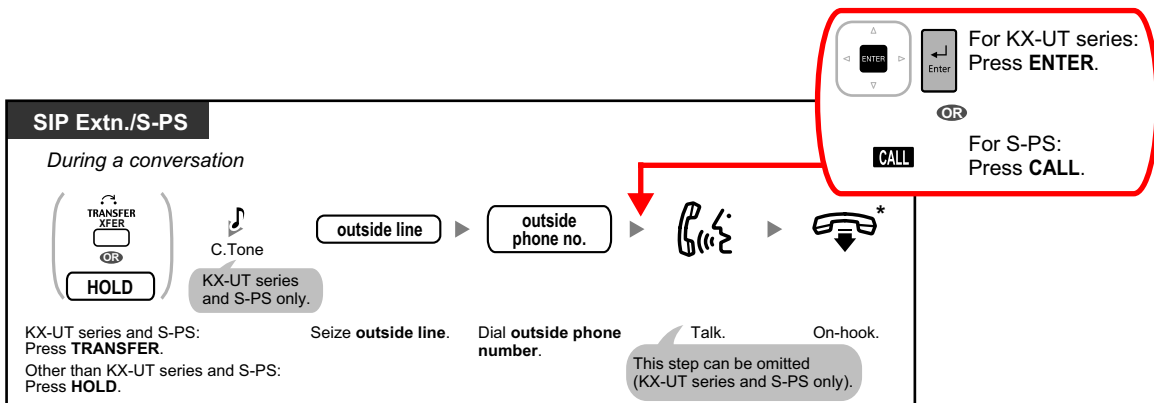 ENTER
Enter
For KX-UT series:
Press ENTER.
OR
CALL
For S-PS:
Press CALL.
SIP Extn./S-PS
During a conversation
TRANSFER
XFER
OR
HOLD
C.Tone
KX-UT series
and S-PS only.
outside line
outside
phone no.
*
KX-UT series and S-PS:
Press TRANSFER.
Other than KX-UT series and S-PS:
Press HOLD.
Seize outside line.
Dial outside phone
number.
Talk.
This step can be omitted
(KX-UT series and S-PS only).
On-hook.